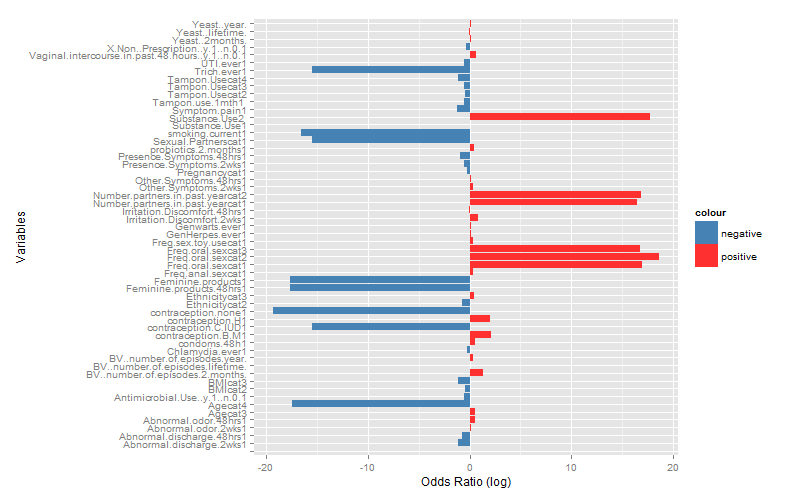 Yeast..year.
Yeast..lifetime.
Yeast..2months.
X.Non..Prescription..y.1..n.0.1
Vaginal.intercourse.in.past.48.hours..y.1..n.0.1
UTI.ever1
Trich.ever1
Tampon.Usecat4
Tampon.Usecat3
Tampon.Usecat2
Tampon.use.1mth1
Symptom.pain1
Substance.Use2
Substance.Use1
smoking.current1
Sexual.Partnerscat1
probiotics.2.months1
Presence.Symptoms.48hrs1
Presence.Symptoms.2wks1
Pregnancycat1
Other.Symptoms.48hrs1
Other.Symptoms.2wks1
Number.partners.in.past.yearcat2
Number.partners.in.past.yearcat1
Irritation.Discomfort.48hrs1
Irritation.Discomfort.2wks1
Genwarts.ever1
GenHerpes.ever1
Freq.sex.toy.usecat1
Freq.oral.sexcat3
Freq.oral.sexcat2
Freq.oral.sexcat1
Freq.anal.sexcat1
Feminine.products1
Feminine.products.48hrs1
Ethnicitycat3
Ethnicitycat2
contraception.none1
contraception.H1
contraception.C.IUD1
contraception.B.M1
condoms.48h1
Chlamydia.ever1
BV..number.of.episodes.year.
BV..number.of.episodes.lifetime.
BV..number.of.episodes.2.months.
BMIcat3
BMIcat2
Antimicrobial.Use..y.1..n.0.1
Agecat4
Agecat3
Abnormal.odor.48hrs1
Abnormal.odor.2wks1
Abnormal.discharge.48hrs1
Abnormal.discharge.2wks1
Variables
-20 -10 0 10 20
Odds Ratio (log)
colour
negative
positive